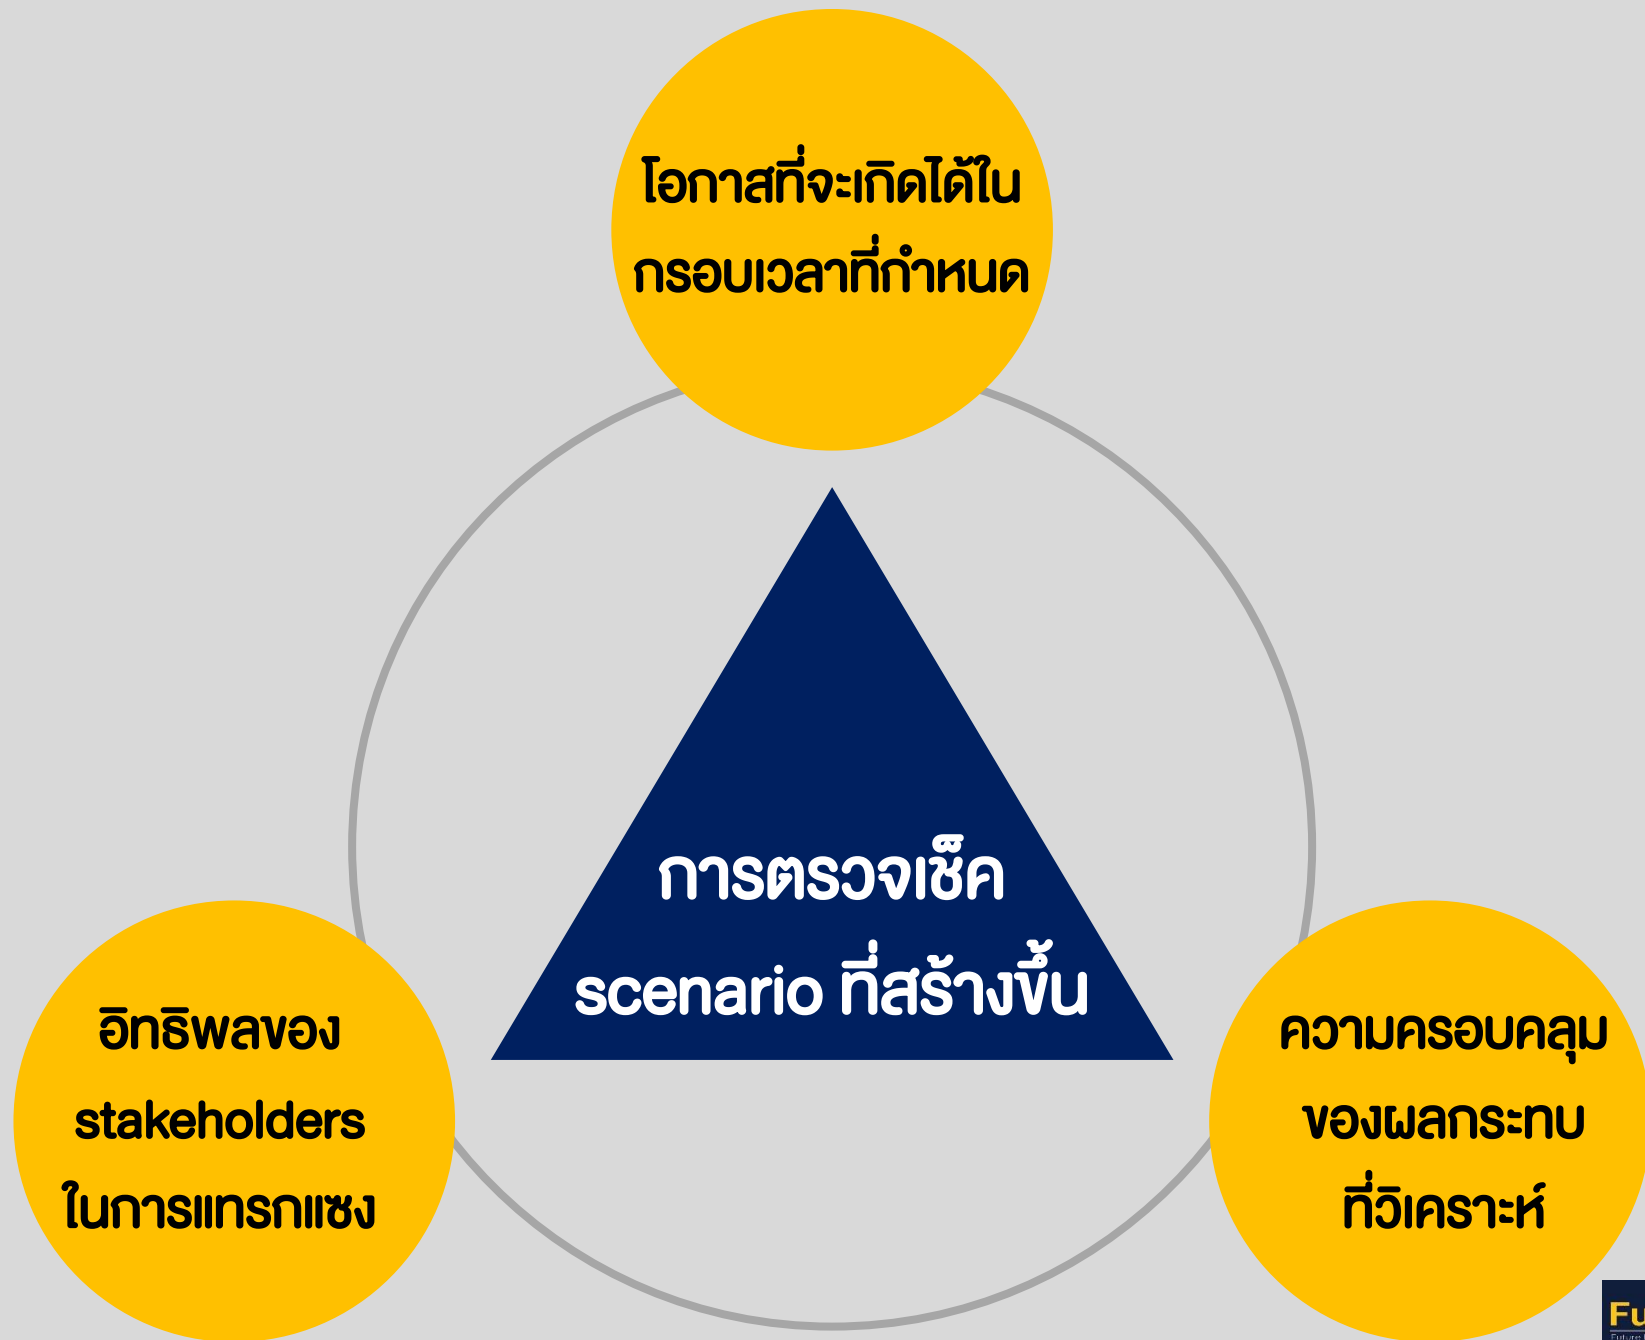 โอกาสที่จะเกิดได้ใน
กรอบเวลาที่กำหนด
การตรวจเช็ค
scenario ที่สร้างขึ้น
อิทธิพลของ
stakeholders
ในการแทรกแซง
ความครอบคลุม
ของผลกระทบ
ที่วิเคราะห์